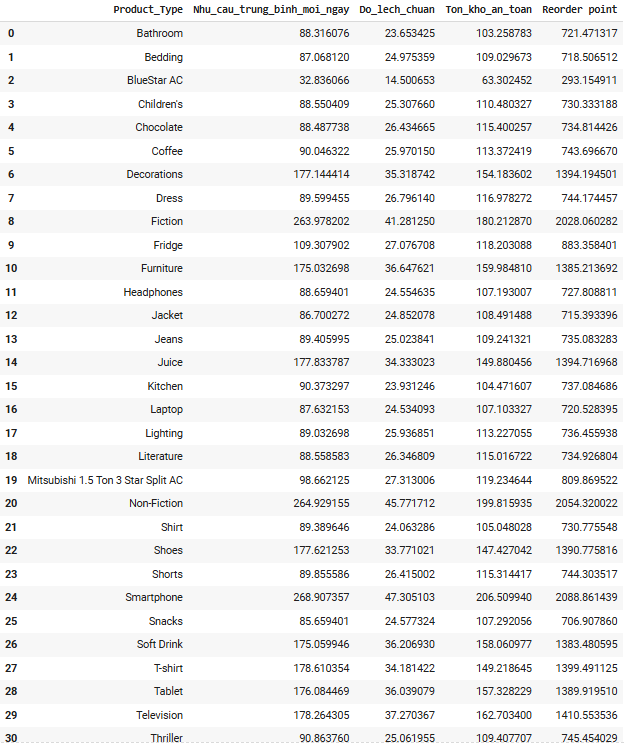 Product_Type Nhu_cau_trung_binh_moi_ngay Do_lech_chuan Ton_kho_an_toan Reorder point
0 Bathroom 88.316076 23.653425 103.258783 721.471317
1 Bedding 87.068120 24.975359 109.029673 718.506512
2 BlueStar AC 32.836066 14.500653 63.302452 293.154911
3 Children's 88.550409 25.307660 110.480327 730.333188
4 Chocolate 88.487738 26.434665 115.400257 734.814426
5 Coffee 90.046322 25.970150 113.372419 743.696670
6 Decorations 177.144414 35.318742 154.183602 1394.194501
7 Dress 89.599455 26.796140 116.978272 744.174457
8 Fiction 263.978202 41.281250 180.212870 2028.060282
9 Fridge 109.307902 27.076708 118.203088 883.358401
10 Furniture 175.032698 36.647621 159.984810 1385.213692
11 Headphones 88.659401 24.554635 107.193007 727.808811
12 Jacket 86.700272 24.852078 108.491488 715.393396
13 Jeans 89.405995 25.023841 109.241321 735.083283
14 Juice 177.833787 34.333023 149.880456 1394.716968
15 Kitchen 90.373297 23.931246 104.471607 737.084686
16 Laptop 87.632153 24.534093 107.103327 720.528395
17 Lighting 89.032698 25.936851 113.227055 736.455938
18 Literature 88.558583 26.346809 115.016722 734.926804
19 Mitsubishi 1.5 Ton 3 Star Split AC 98.662125 27.313006 119.234644 809.869522
20 Non-Fiction 264.929155 45.771712 199.815935 2054.320022
21 Shirt 89.389646 24.063286 105.048028 730.775548
22 Shoes 177.621253 33.771021 147.427042 1390.775816
23 Shorts 89.855586 26.415002 115.314417 744.303517
24 Smartphone 268.907357 47.305103 206.509940 2088.861439
25 Snacks 85.659401 24.577324 107.292056 706.907860
26 Soft Drink 175.059946 36.206930 158.060977 1383.480595
27 T-shirt 178.610354 34.181422 149.218645 1399.491125
28 Tablet 176.084469 36.039079 157.328229 1389.919510
29 Television 178.264305 37.270367 162.703400 1410.553536
30 Thriller 90.863760 25.061955 109.407707 745.454029